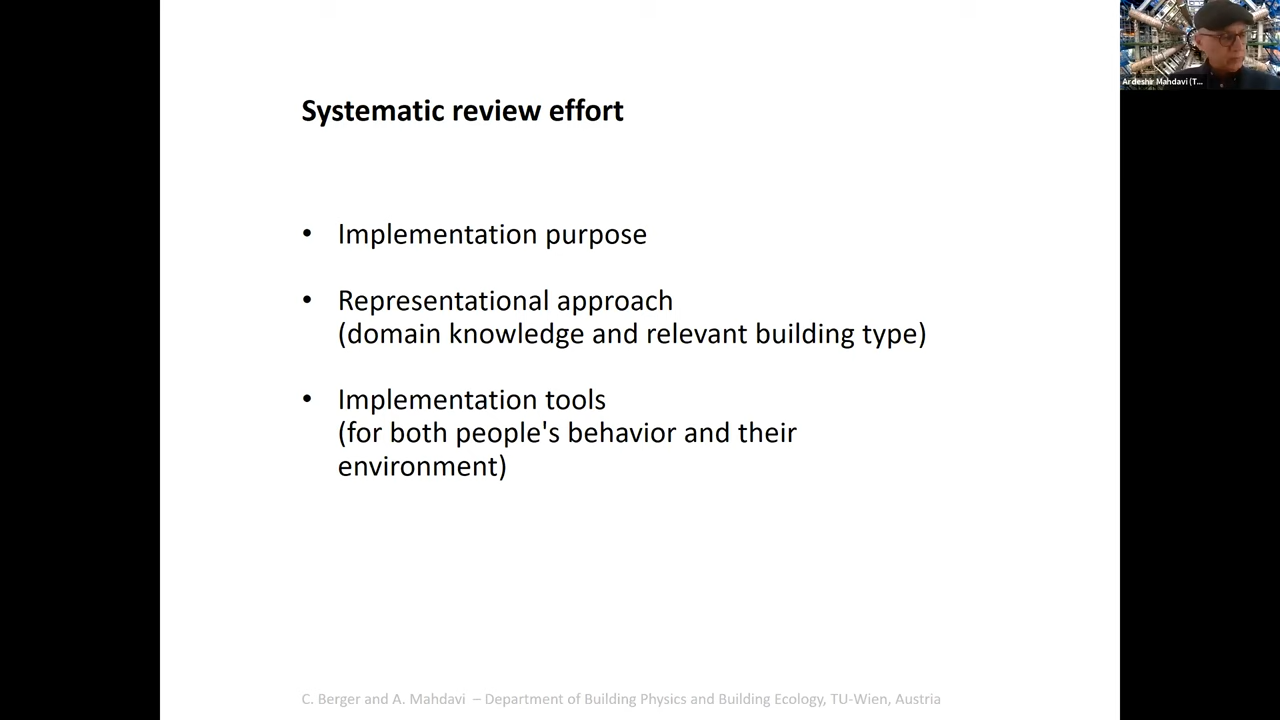 Ardeshir Mahdavi (T...
Systematic review effort
• Implementation purpose
• Representational approach
(domain knowledge and relevant building type)
• Implementation tools
(for both people's behavior and their
environment)
C. Berger and A. Mahdavi – Department of Building Physics and Building Ecology, TU-Wien, Austria